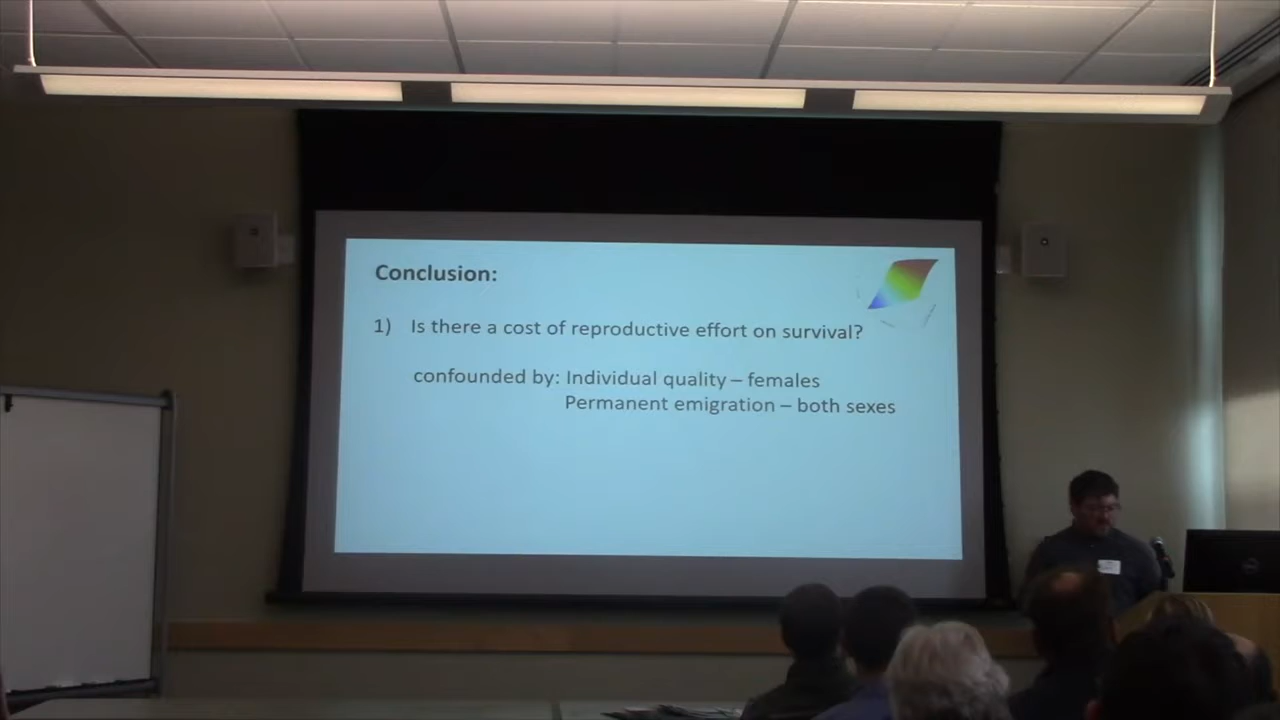 Conclusion:
1) Is there a cost of reproductive effort on survival?
confounded by: Individual quality – females
Permanent emigration – both sexes